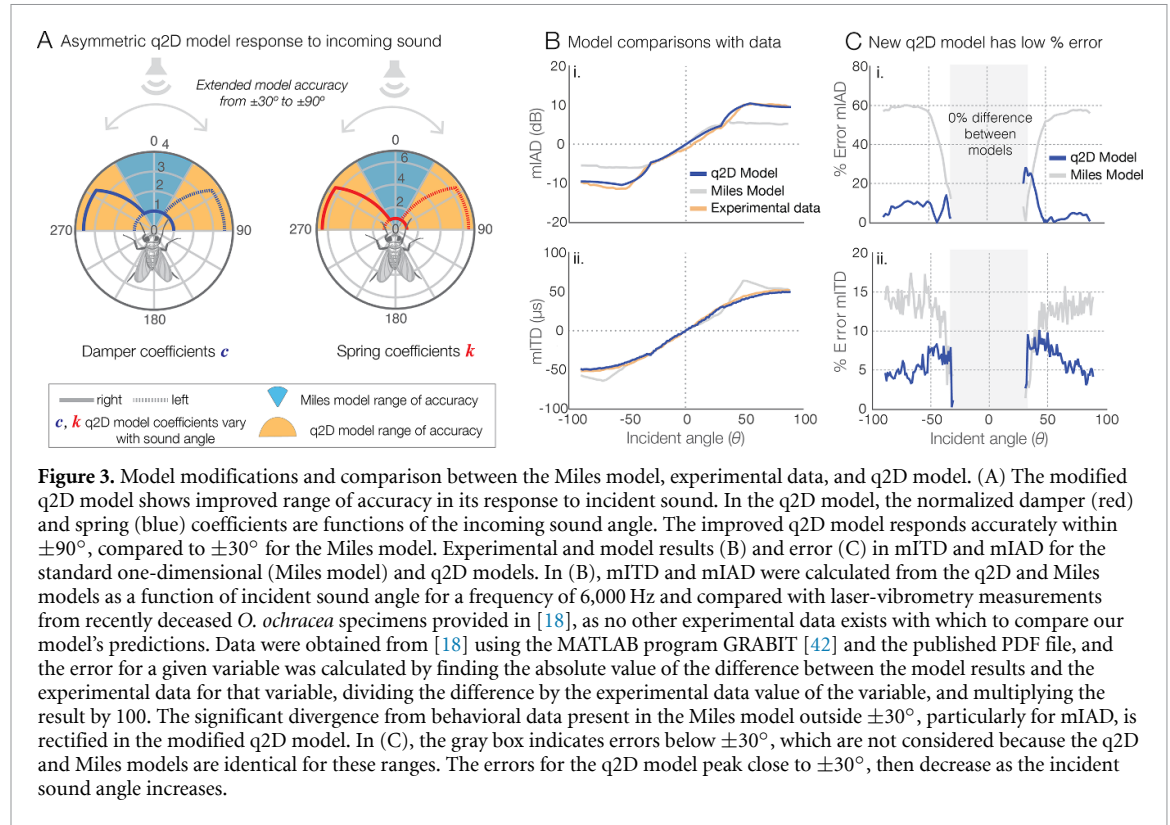 A Asymmetric q2D model response to incoming sound
Extended model accuracy
from ±30º to ±90º
0
4
3
2
1
0
270
90
180
Damper coefficients c
0
6
4
2
0
270
90
180
Spring coefficients k
right
left
Miles model range of accuracy
c, k q2D model coefficients vary
with sound angle
q2D model range of accuracy
B Model comparisons with data
i.
20
10
0
-10
-20
mIAD (dB)
q2D Model
Miles Model
Experimental data
ii.
100
50
0
-50
-100
mITD (µs)
-100
-50
0
50
100
Incident angle (θ)
C New q2D model has low % error
i.
80
60
40
20
0
% Error mIAD
0% difference
between
models
q2D Model
Miles Model
ii.
20
15
10
5
0
% Error mITD
-100
-50
0
50
100
Incident angle (θ)
Figure 3. Model modifications and comparison between the Miles model, experimental data, and q2D model. (A) The modified
q2D model shows improved range of accuracy in its response to incident sound. In the q2D model, the normalized damper (red)
and spring (blue) coefficients are functions of the incoming sound angle. The improved q2D model responds accurately within
±90°, compared to ±30° for the Miles model. Experimental and model results (B) and error (C) in mITD and mIAD for the
standard one-dimensional (Miles model) and q2D models. In (B), mITD and mIAD were calculated from the q2D and Miles
models as a function of incident sound angle for a frequency of 6,000 Hz and compared with laser-vibrometry measurements
from recently deceased O. ochracea specimens provided in [18], as no other experimental data exists with which to compare our
model's predictions. Data were obtained from [18] using the MATLAB program GRABIT [42] and the published PDF file, and
the error for a given variable was calculated by finding the absolute value of the difference between the model results and the
experimental data for that variable, dividing the difference by the experimental data value of the variable, and multiplying the
result by 100. The significant divergence from behavioral data present in the Miles model outside ±30°, particularly for mIAD, is
rectified in the modified q2D model. In (C), the gray box indicates errors below ±30°, which are not considered because the q2D
and Miles models are identical for these ranges. The errors for the q2D model peak close to ±30°, then decrease as the incident
sound angle increases.